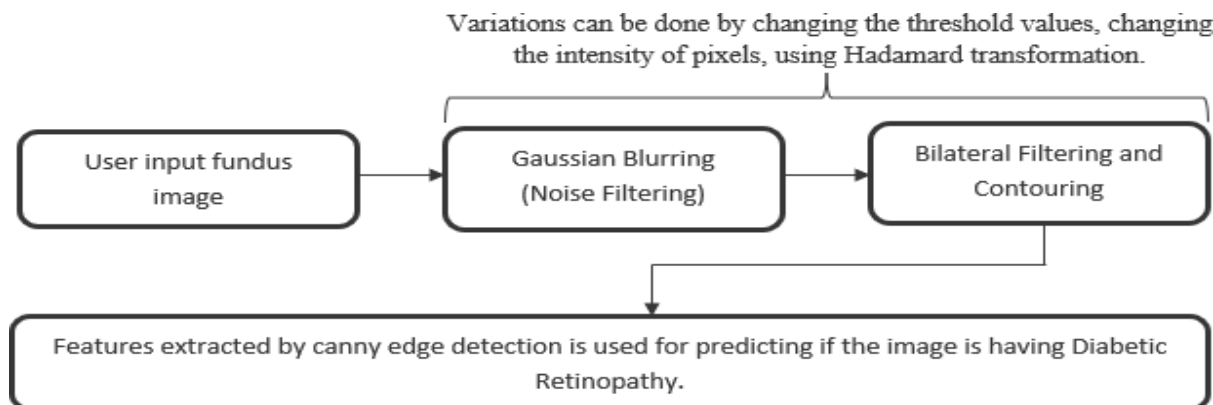 Variations can be done by changing the threshold values, changing
the intensity of pixels, using Hadamard transformation.
User input fundus
image
Gaussian Blurring
(Noise Filtering)
Bilateral Filtering and
Contouring
Features extracted by canny edge detection is used for predicting if the image is having Diabetic
Retinopathy.